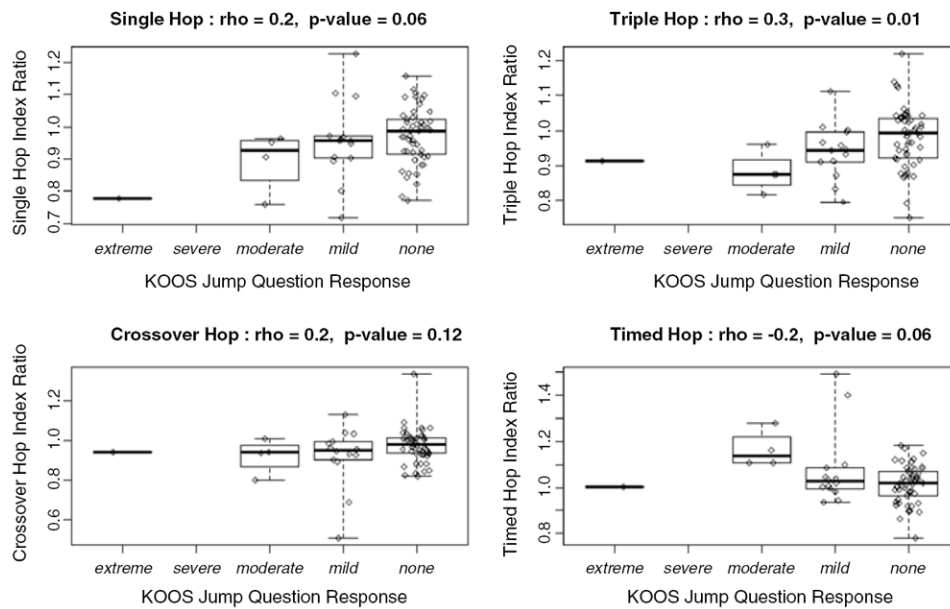 Single Hop : rho = 0.2, p-value = 0.06
Single Hop Index Ratio
0.7 0.8 0.9 1.0 1.1 1.2
extreme severe moderate mild none
KOOS Jump Question Response
Triple Hop : rho = 0.3, p-value = 0.01
Triple Hop Index Ratio
0.8 0.9 1.0 1.1 1.2
extreme severe moderate mild none
KOOS Jump Question Response
Crossover Hop : rho = 0.2, p-value = 0.12
Crossover Hop Index Ratio
0.6 0.8 1.0 1.2
extreme severe moderate mild none
KOOS Jump Question Response
Timed Hop : rho = -0.2, p-value = 0.06
Timed Hop Index Ratio
0.8 1.0 1.2 1.4
extreme severe moderate mild none
KOOS Jump Question Response